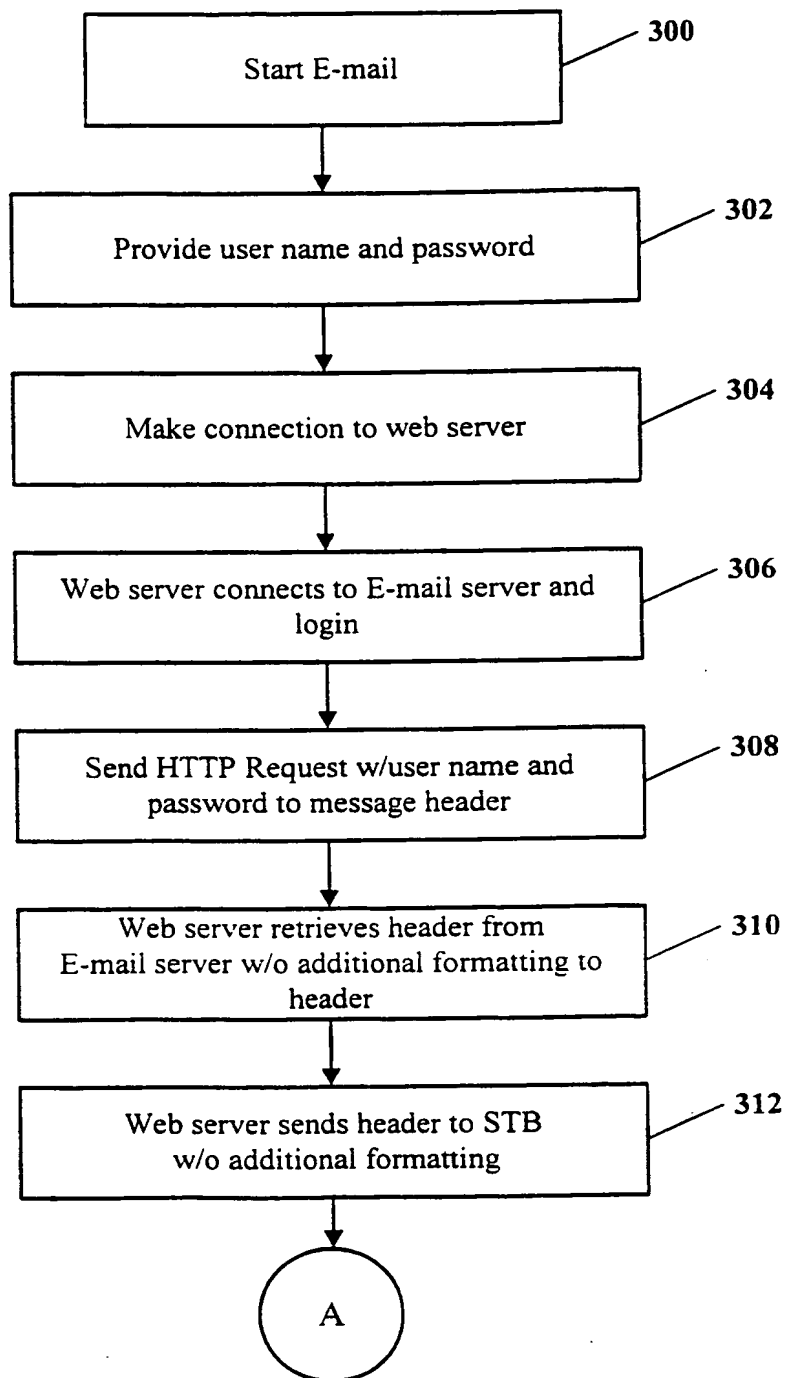 300
Start E-mail
302
Provide user name and password
304
Make connection to web server
306
Web server connects to E-mail server and
login
308
Send HTTP Request w/user name and
password to message header
310
Web server retrieves header from
E-mail server w/o additional formatting to
header
312
Web server sends header to STB
w/o additional formatting
A